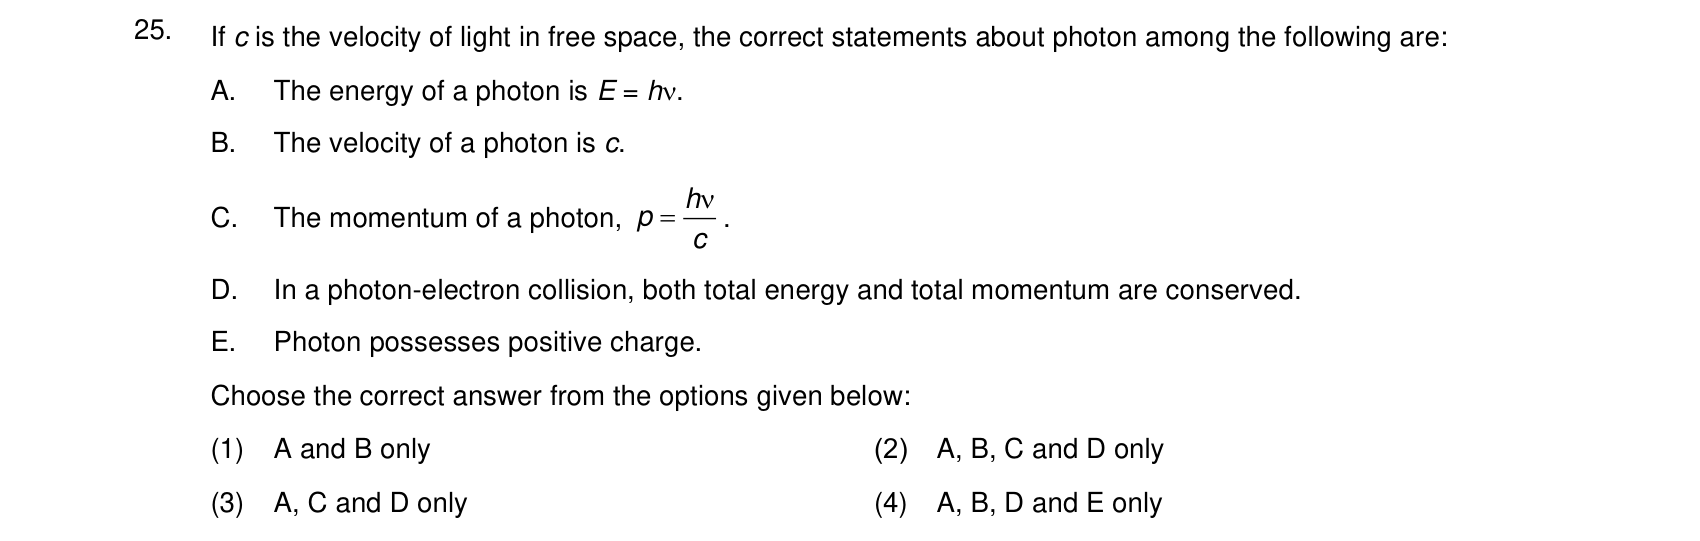 25. If c is the velocity of light in free space, the correct statements about photon among the following are:
A. The energy of a photon is E = hν.
B. The velocity of a photon is c.
C. The momentum of a photon, p = hν/c.
D. In a photon-electron collision, both total energy and total momentum are conserved.
E. Photon possesses positive charge.
Choose the correct answer from the options given below:
(1) A and B only (2) A, B, C and D only
(3) A, C and D only (4) A, B, D and E only